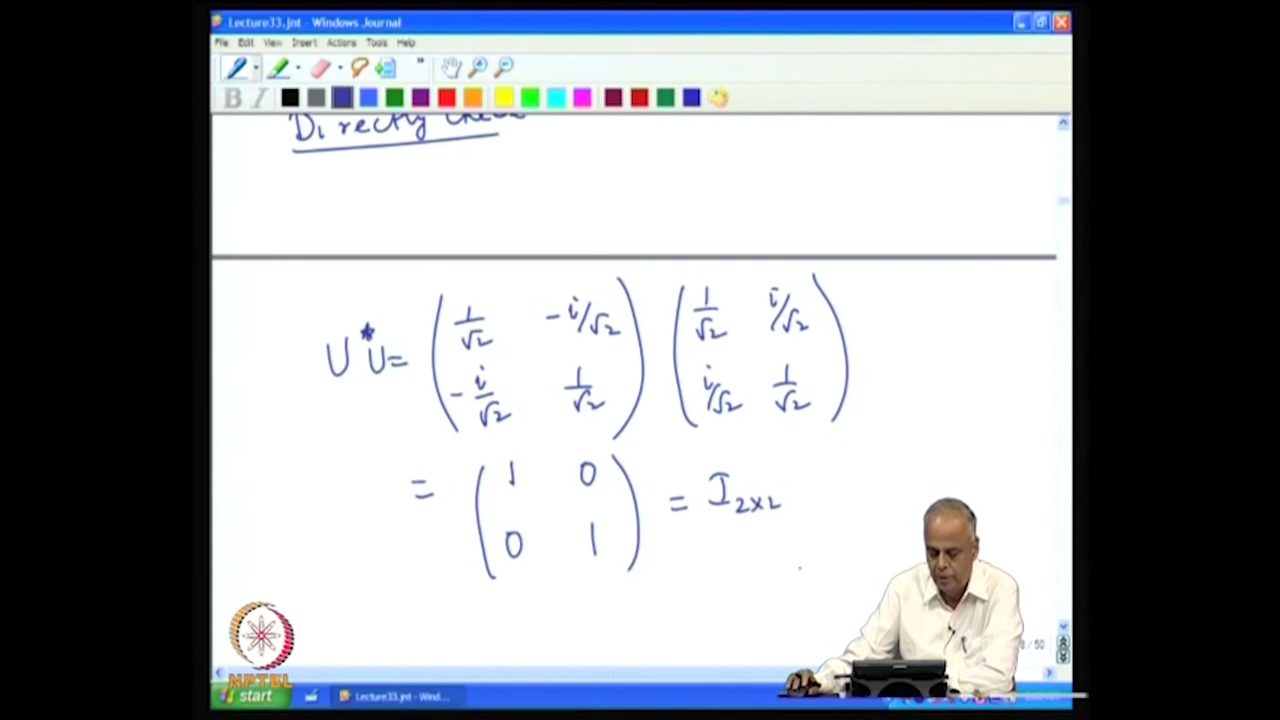 Lecture33.jnt - Windows Journal
File Edit View Insert Actions Tools Help
B I
Directly
U*U = ( 1/√2 -i/√2 ) ( 1/√2 i/√2 )
( -i/√2 1/√2 ) ( i/√2 1/√2 )
= ( 1 0 ) = I2x2
( 0 1 )
/ 50
NPTEL
start Lecture33.jnt - Wind...